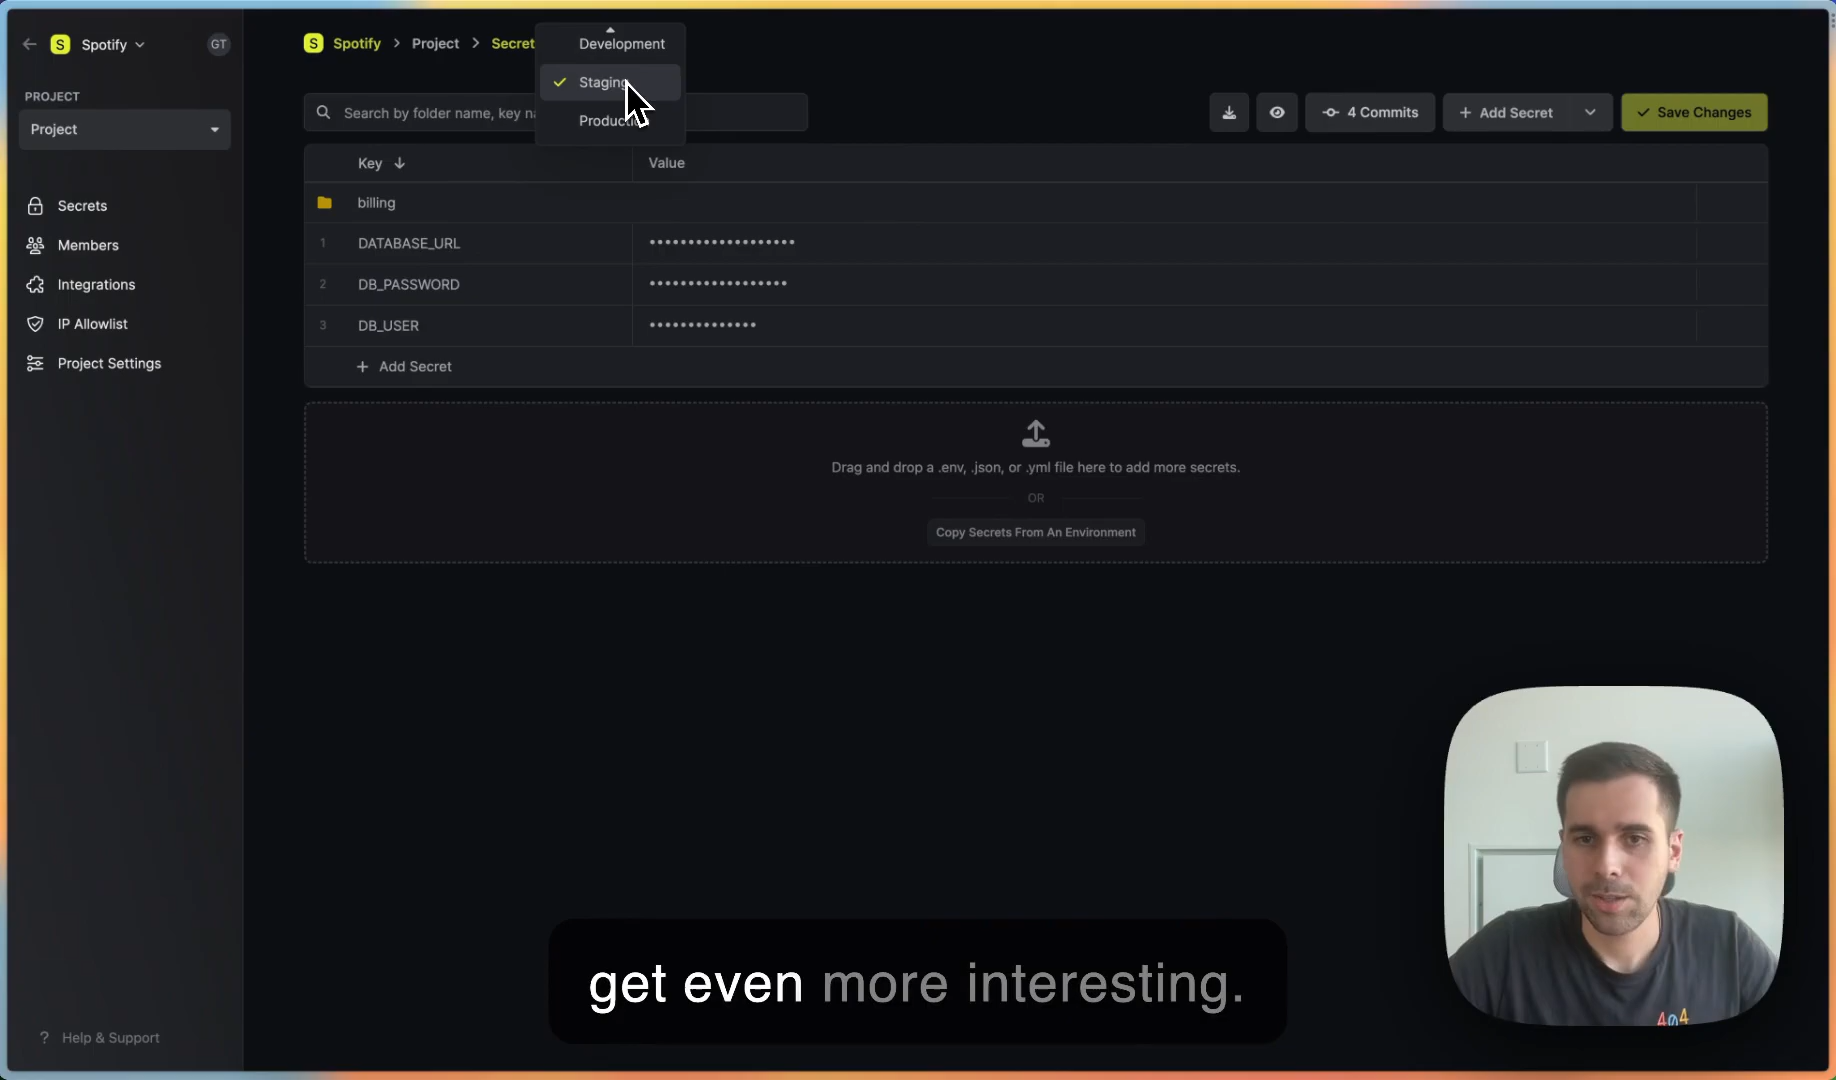 S Spotify
GT
S Spotify > Project > Secret
Development
Staging
Production
PROJECT
Project
Search by folder name, key na
4 Commits
Add Secret
Save Changes
Key
Value
Secrets
Members
Integrations
IP Allowlist
Project Settings
billing
1 DATABASE_URL •••••••••••••••••••
2 DB_PASSWORD ••••••••••••••••••
3 DB_USER ••••••••••••••
+ Add Secret
Drag and drop a .env, .json, or .yml file here to add more secrets.
OR
Copy Secrets From An Environment
get even more interesting.
404
? Help & Support